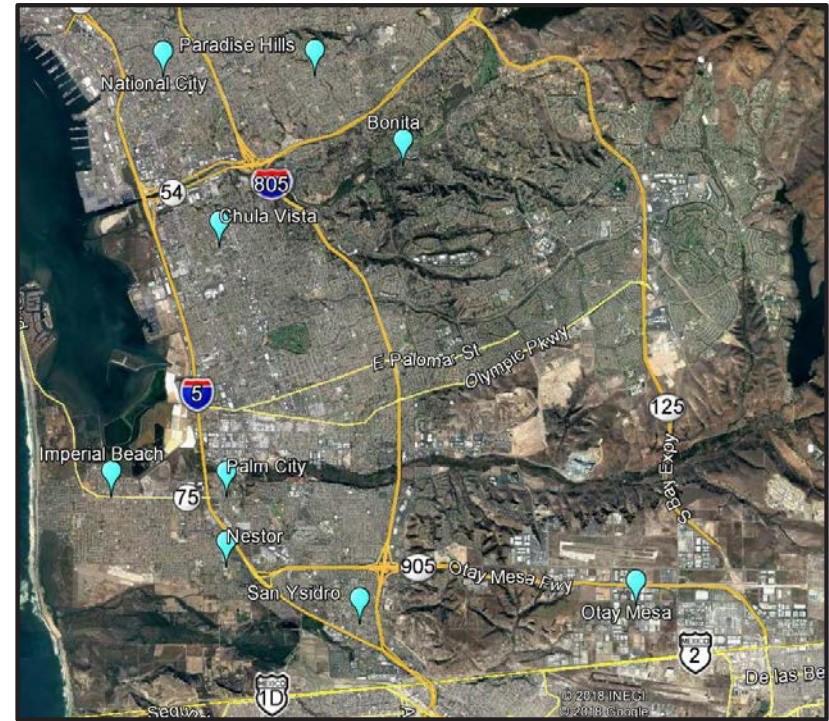 Paradise Hills
National City
Bonita
54
805
Chula Vista
E Palomar St
Olympic Pkwy
5
125
Imperial Beach
Palm City
75
S Bay Expy
Nestor
905
Otay Mesa Fwy
San Ysidro
Otay Mesa
MEXICO
2
MEXICO
1D
De las Be
© 2018 INEGI
© 2018 Google